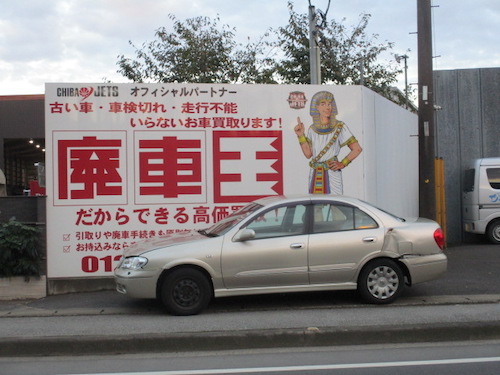 CHIBA JETS オフィシャルパートナー
古い車・車検切れ・走行不能
いらないお車買取ります!
廃車王
だからできる高価買
引取りや廃車手続きも
お持込みなら
012